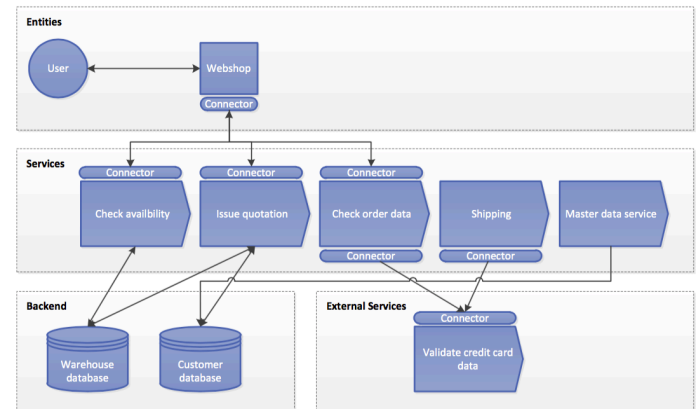 Entities
User
Webshop
Connector
Services
Connector
Connector
Connector
Check availbility
Issue quotation
Check order data
Shipping
Master data service
Connector
Connector
Backend
External Services
Connector
Warehouse
database
Customer
database
Validate credit card
data